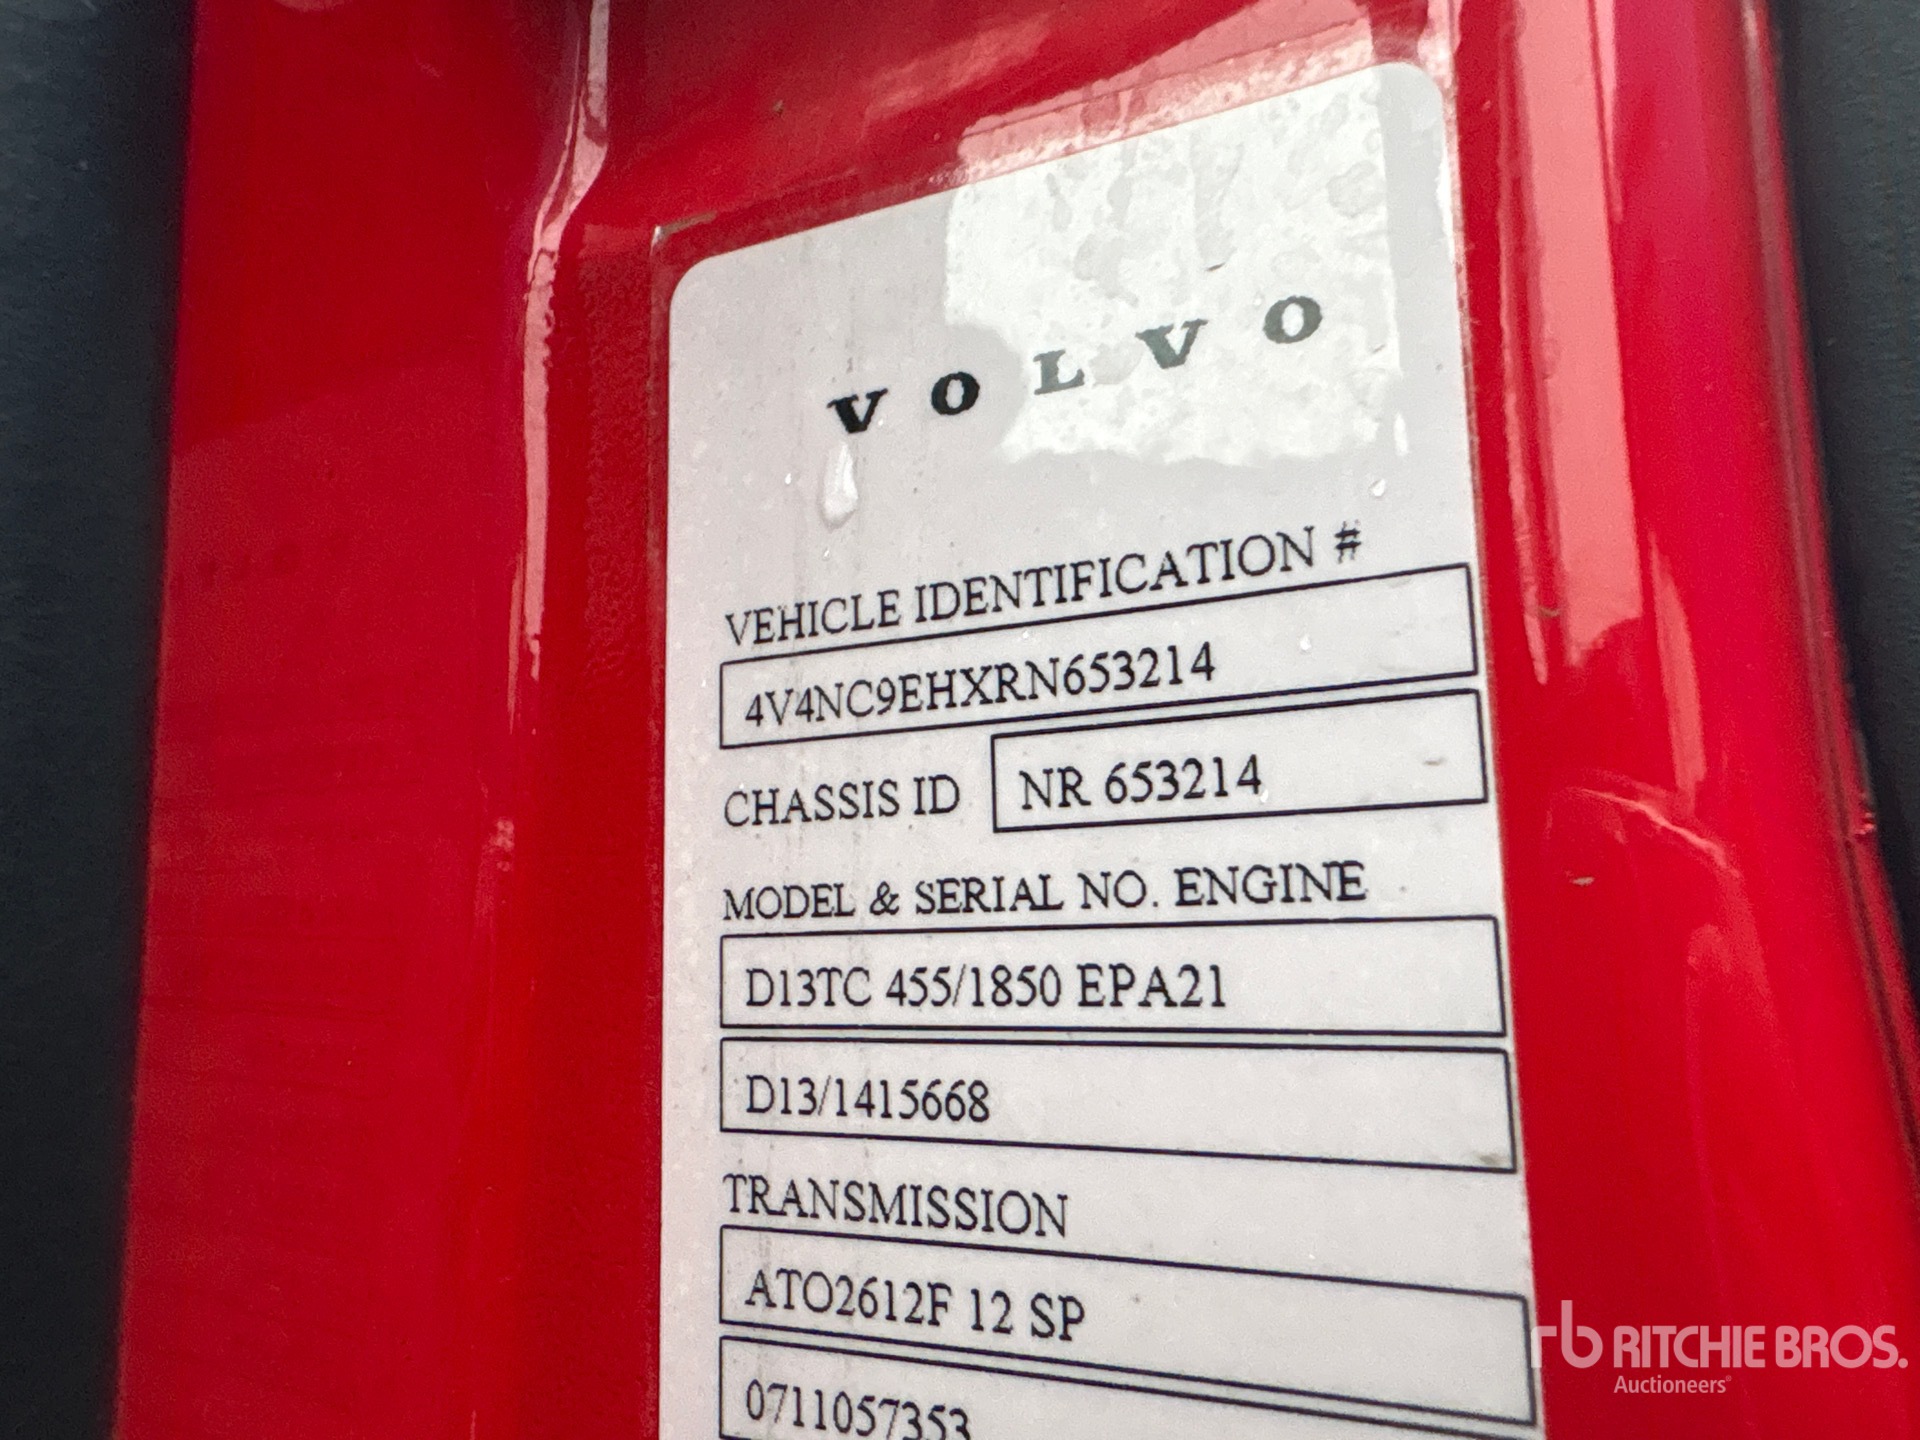 VOLVO
VEHICLE IDENTIFICATION #
4V4NC9EHXRN653214
CHASSIS ID NR 653214
MODEL & SERIAL NO. ENGINE
D13TC 455/1850 EPA21
D13/1415668
TRANSMISSION
ATO2612F 12 SP
0711057353
rb RITCHIE BROS.
Auctioneers